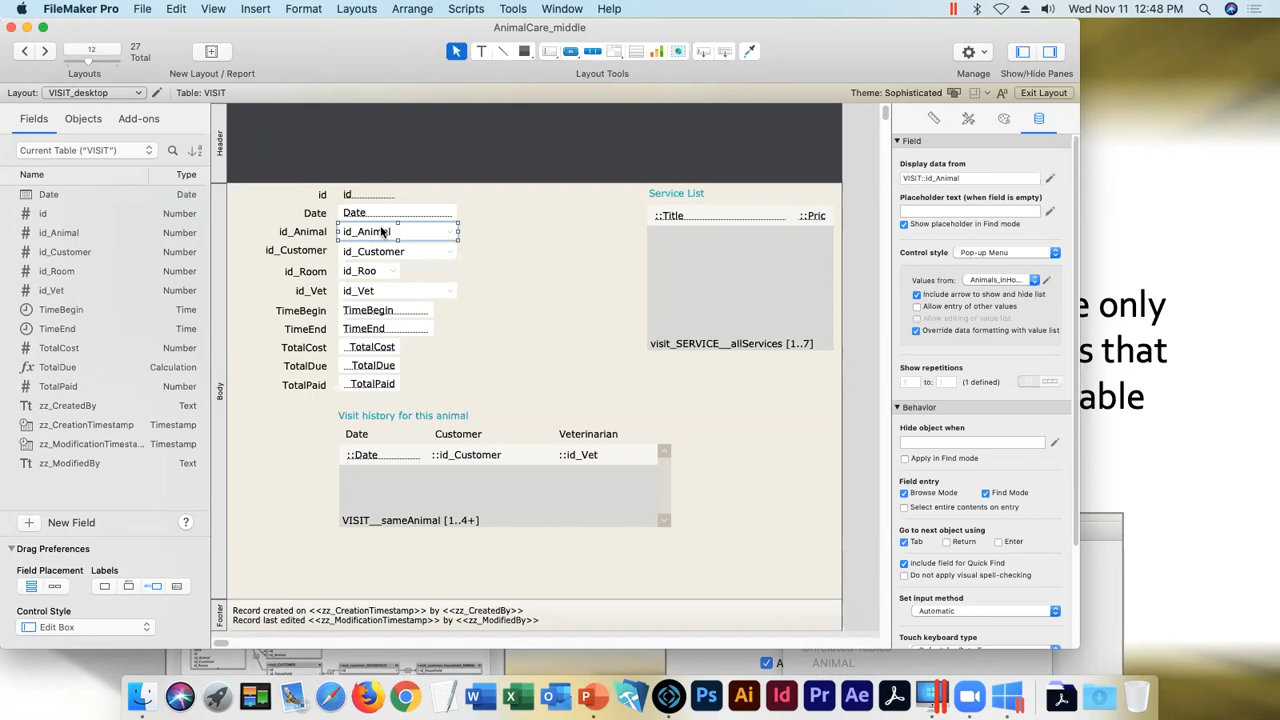 FileMaker Pro File Edit View Insert Format Layouts Arrange Scripts Tools Window Help Wed Nov 11 12:48 PM
AnimalCare_middle
12 27 Total
Layouts New Layout / Report Layout Tools Manage Show/Hide Panes
Layout: VISIT_desktop Table: VISIT Theme: Sophisticated Aa Exit Layout
Fields Objects Add-ons
Current Table ("VISIT")
Name Type
Date Date
id Number
id_Animal Number
id_Customer Number
id_Room Number
id_Vet Number
TimeBegin Time
TimeEnd Time
TotalCost Number
TotalDue Calculation
TotalPaid Number
zz_CreatedBy Text
zz_CreationTimestamp Timestamp
zz_ModificationTimesta... Timestamp
zz_ModifiedBy Text
New Field ?
Drag Preferences
Field Placement Labels
Control Style
Edit Box
Header
Body
Footer
id id
Date Date
id_Animal id_Animal
id_Customer id_Customer
id_Room id_Roo
id_Vet id_Vet
TimeBegin TimeBegin
TimeEnd TimeEnd
TotalCost TotalCost
TotalDue TotalDue
TotalPaid TotalPaid
Service List
::Title ::Pric
visit_SERVICE__allServices [1..7]
Visit history for this animal
Date Customer Veterinarian
::Date ::id_Customer ::id_Vet
VISIT__sameAnimal [1..4+]
Record created on <<zz_CreationTimestamp>> by <<zz_CreatedBy>>
Record last edited <<zz_ModificationTimestamp>> by <<zz_ModifiedBy>>
Field
Display data from
VISIT::id_Animal
Placeholder text (when field is empty)
Show placeholder in Find mode
Control style Pop-up Menu
Values from: Animals_inHo...
Include arrow to show and hide list
Allow entry of other values
Allow editing of value list
Override data formatting with value list
Show repetitions
1 to: 1 (1 defined)
Behavior
Hide object when
Apply in Find mode
Field entry
Browse Mode Find Mode
Select entire contents on entry
Go to next object using
Tab Return Enter
Include field for Quick Find
Do not apply visual spell-checking
Set input method
Automatic
Touch keyboard type
e only
s that
able
ANIMAL